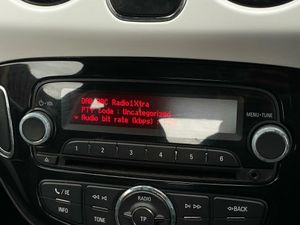 VOL
DAB BBC Radio1Xtra
PTY Code : Uncategorized
Audio bit rate (kbps) :
MENU • TUNE
1 2 3 4 5 6
RADIO
BACK
INFO
TONE
TP